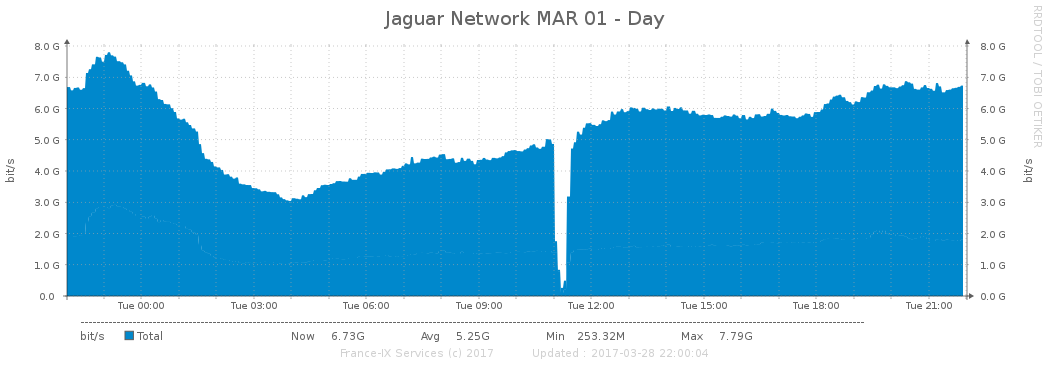 Jaguar Network MAR 01 - Day
RRDTOOL / TOBI OETIKER
bit/s
8.0 G
7.0 G
6.0 G
5.0 G
4.0 G
3.0 G
2.0 G
1.0 G
0.0
8.0 G
7.0 G
6.0 G
5.0 G
4.0 G
3.0 G
2.0 G
1.0 G
0.0 G
bit/s
Tue 00:00 Tue 03:00 Tue 06:00 Tue 09:00 Tue 12:00 Tue 15:00 Tue 18:00 Tue 21:00
bit/s Total Now 6.73G Avg 5.25G Min 253.32M Max 7.79G
France-IX Services (c) 2017 Updated : 2017-03-28 22:00:04